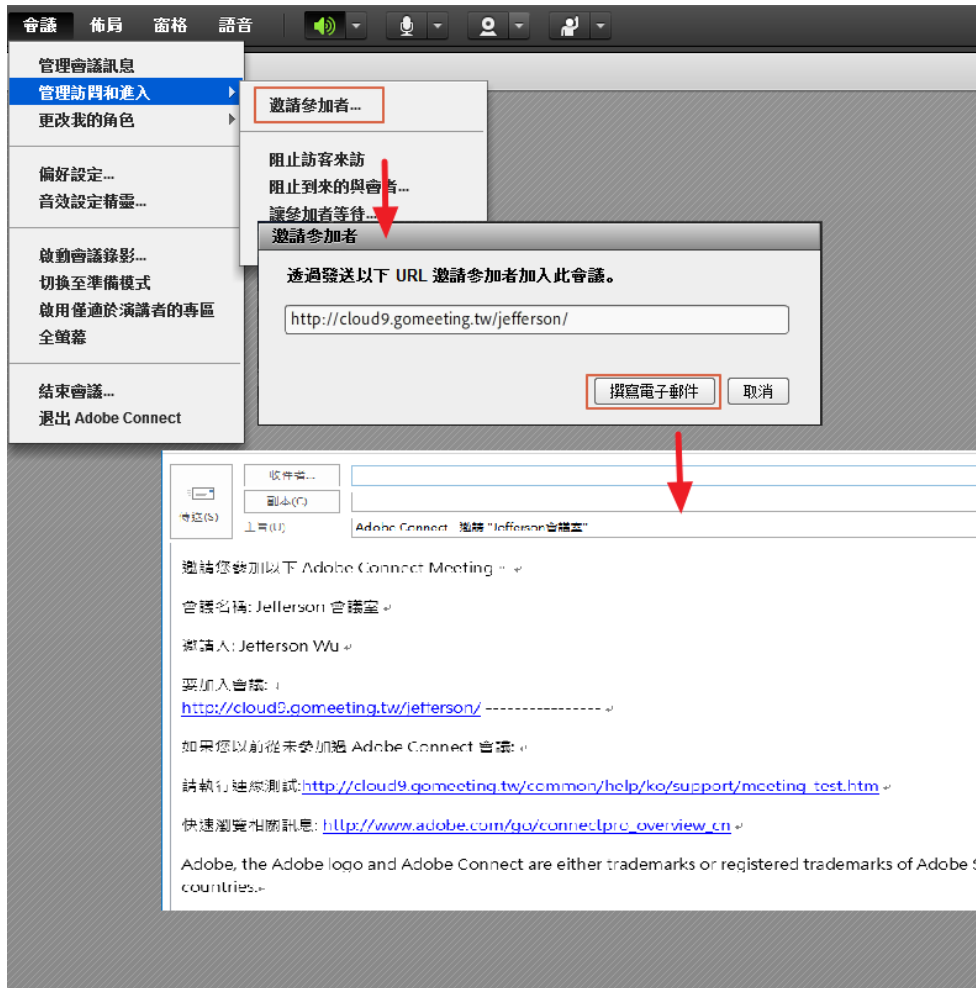 會議 佈局 窗格 語音
管理會議訊息
管理訪問和進入
更改我的角色
偏好設定...
音效設定精靈...
啟動會議錄影...
切換至準備模式
啟用僅適於演講者的專區
全螢幕
结束會議...
退出 Adobe Connect
邀請參加者...
阻止訪客來訪
阻止到來的與會者...
讓參加者等待...
邀請參加者
透過發送以下 URL 邀請參加者加入此會議。
http://cloud9.gomeeting.tw/jefferson/
撰寫電子郵件 取消
收件者...
副本(C)
傳送(S)
主旨(U) Adobe Connect - 邀請 "Jefferson會議室"
邀請您參加以下 Adobe Connect Meeting
會議名稱: Jefferson 會議室
邀請人: Jefferson Wu
要加入會議:
http://cloud9.gomeeting.tw/jefferson/ ----------------
如果您以前從未參加過 Adobe Connect 會議:
請執行連線測試:http://cloud9.gomeeting.tw/common/help/ko/support/meeting_test.htm
快速瀏覽相關訊息: http://www.adobe.com/go/connectpro_overview_cn
Adobe, the Adobe logo and Adobe Connect are either trademarks or registered trademarks of Adobe
countries.